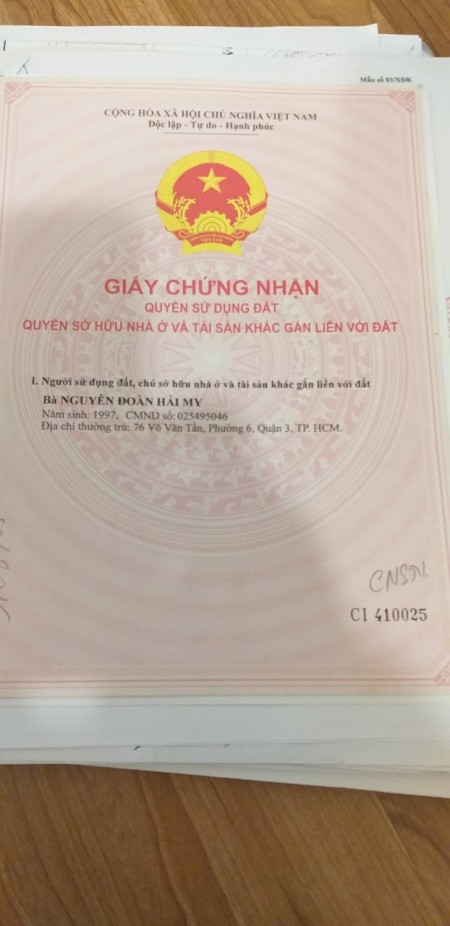 Mẫu số 05/XĐK
CỘNG HÒA XÃ HỘI CHỦ NGHĨA VIỆT NAM
Độc lập - Tự do - Hạnh phúc
GIẤY CHỨNG NHẬN
QUYỀN SỬ DỤNG ĐẤT
QUYỀN SỞ HỮU NHÀ Ở VÀ TÀI SẢN KHÁC GẮN LIỀN VỚI ĐẤT
I. Người sử dụng đất, chủ sở hữu nhà ở và tài sản khác gắn liền với đất
Bà NGUYỄN ĐOÀN HẢI MY
Năm sinh: 1997, CMND số: 025495046
Địa chỉ thường trú: 76 Võ Văn Tần, Phường 6, Quận 3, TP. HCM.
CI 410025